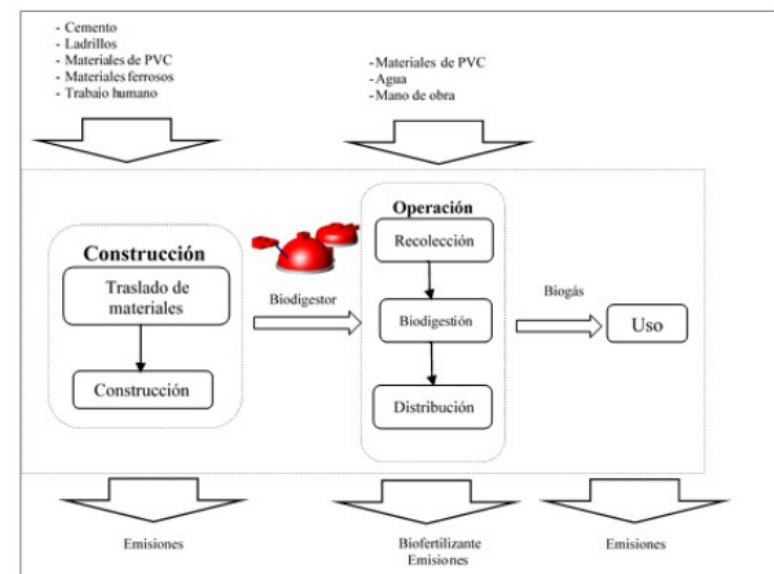 - Cemento
- Ladrillos
- Materiales de PVC
- Materiales ferrosos
- Trabajo humano
-Materiales de PVC
-Agua
-Mano de obra
Construcción
Traslado de
materiales
Construcción
Biodigestor
Operación
Recolección
Biodigestión
Distribución
Biogás
Uso
Emisiones
Biofertilizante
Emisiones
Emisiones